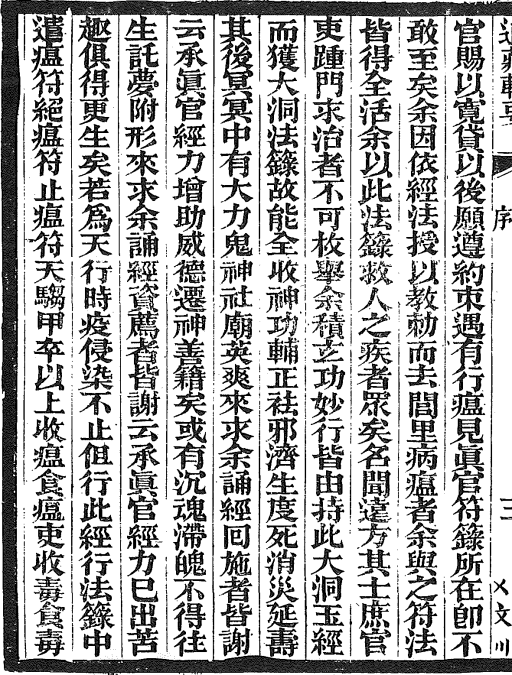 序
三
官賜以寬貸以後願遵約束遇有行瘟見眞官符籙所在卽不
敢至矣余因依經法授以教勑而去閭里病瘟者余與之符法
皆得全活余以此法籙救人之疾者眾矣名聞遠方其士庶官
吏踵門求治者不可枚舉余積立功妙行皆由持此大洞玉經
而獲大洞法籙故能全收神功輔正祛邪濟生度死消災延壽
其後冥冥中有大力鬼神社廟英爽來求余誦經回施者皆謝
云承眞官經力增助威德遷神善籍矣或有沉魂滯魄不得往
生託夢附形來求余誦經資薦者皆謝云承眞官經力已出苦
趣俱得更生矣若爲天行時疫侵染不止但行此經行法籙中
遣瘟符絕瘟符止瘟符天騶甲卒以上收瘟食瘟吏收毒食毒